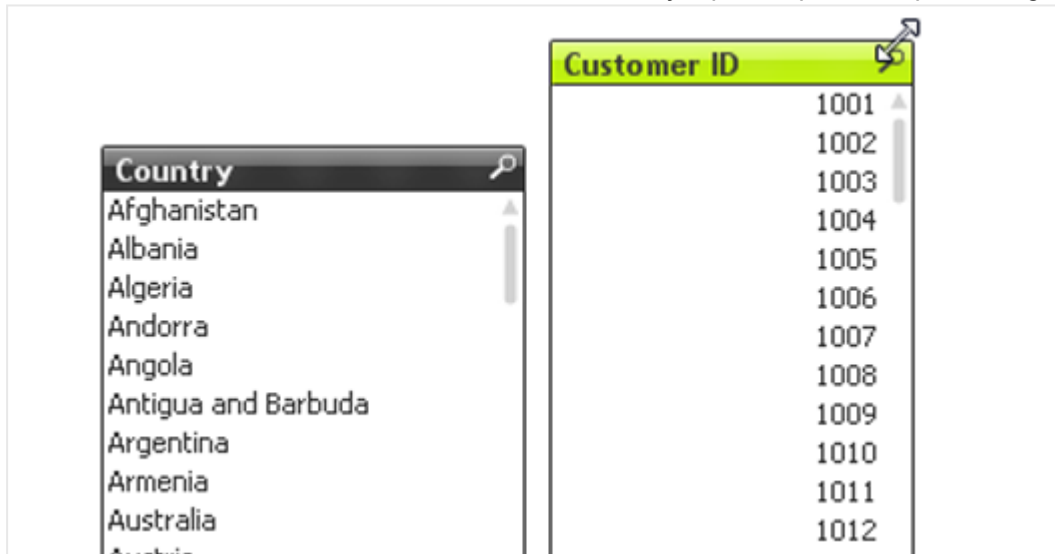 Customer ID
1001
1002
1003
1004
1005
1006
1007
1008
1009
1010
1011
1012
Country
Afghanistan
Albania
Algeria
Andorra
Angola
Antigua and Barbuda
Argentina
Armenia
Australia